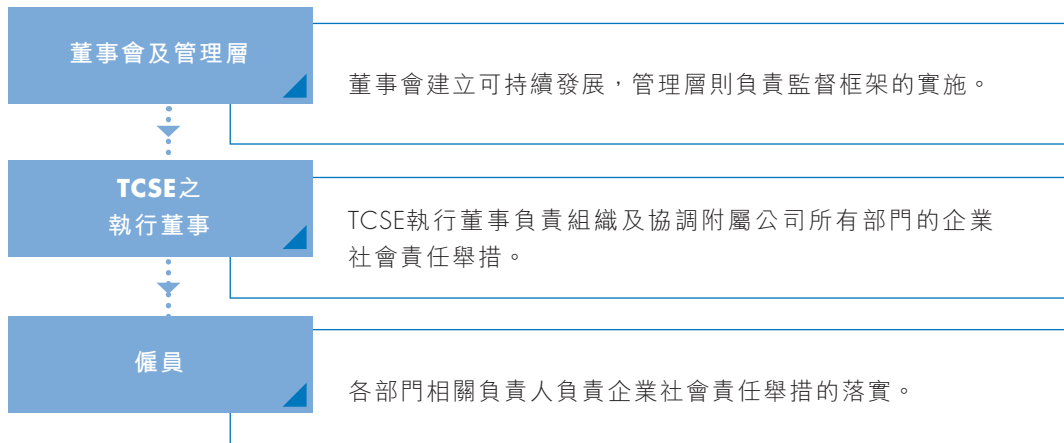 董事會及管理層
董事會建立可持續發展，管理層則負責監督框架的實施。
TCSE之
執行董事
TCSE執行董事負責組織及協調附屬公司所有部門的企業
社會責任舉措。
僱員
各部門相關負責人負責企業社會責任舉措的落實。